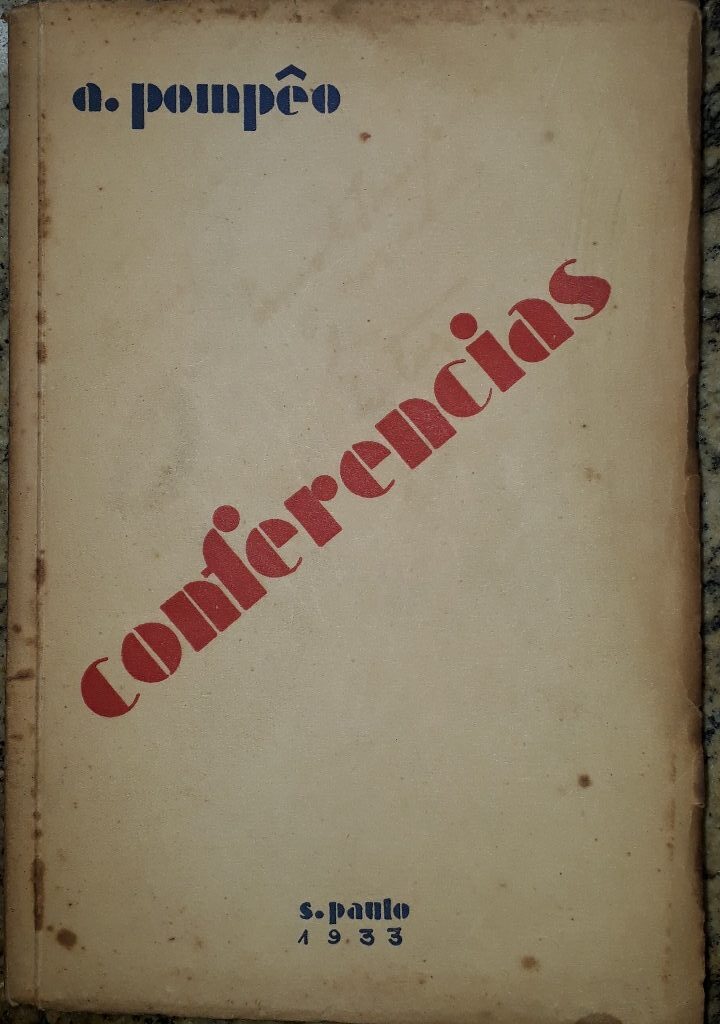 a. pompêo
conferencias
s. paulo
1933